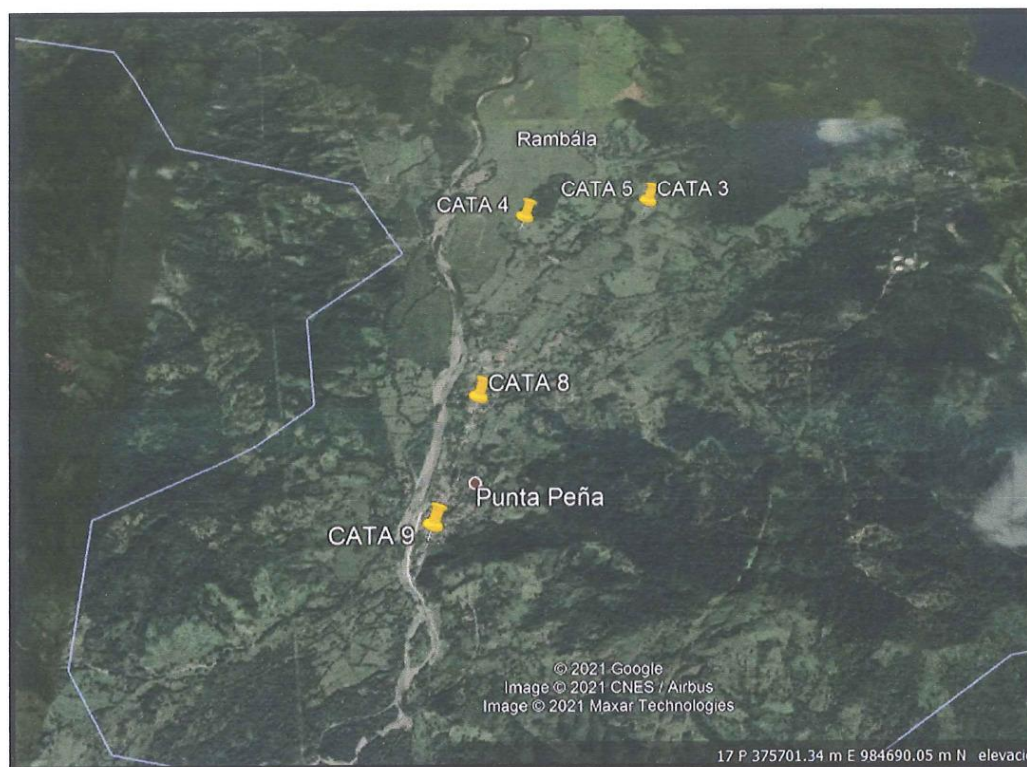 Rambála
CATA 5
CATA 3
CATA 4
CATA 8
Punta Peña
CATA 9
© 2021 Google
Image © 2021 CNES / Airbus
Image © 2021 Maxar Technologies
17 P 375701.34 m E 984690.05 m N elevació